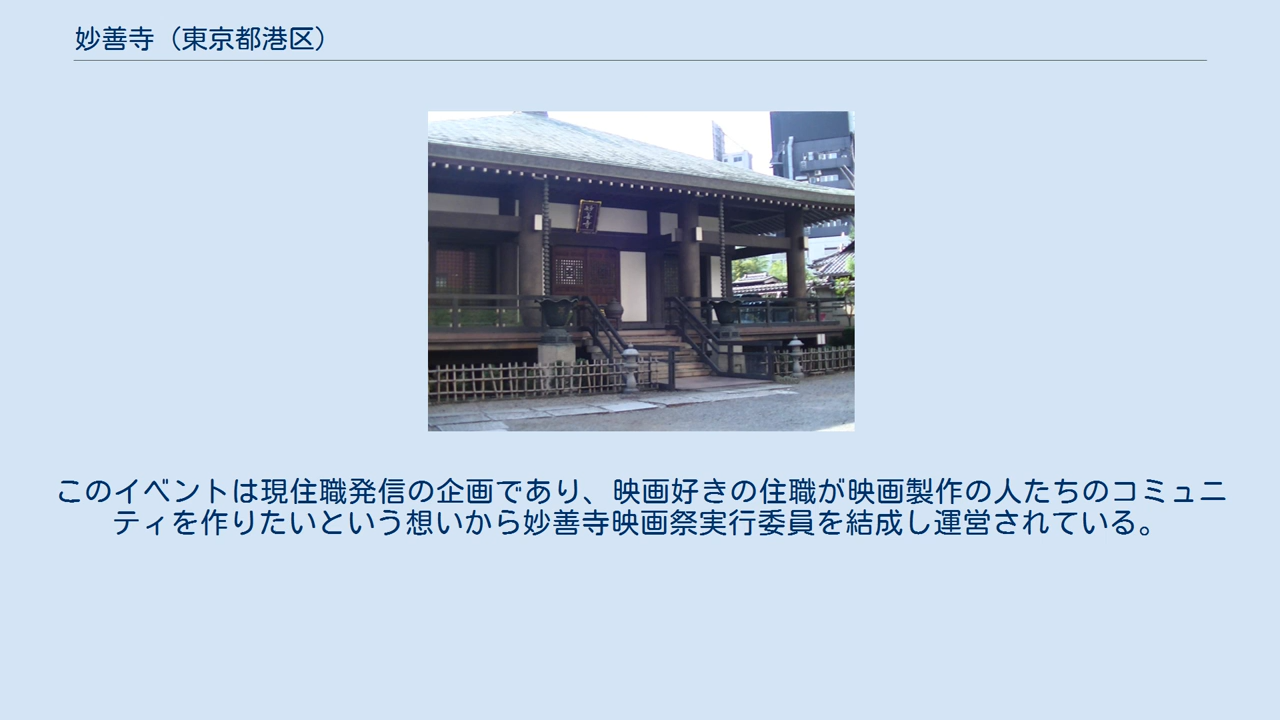 妙善寺（東京都港区）
妙善寺
このイベントは現住職発信の企画であり、映画好きの住職が映画製作の人たちのコミュニ
ティを作りたいという想いから妙善寺映画祭実行委員を結成し運営されている。